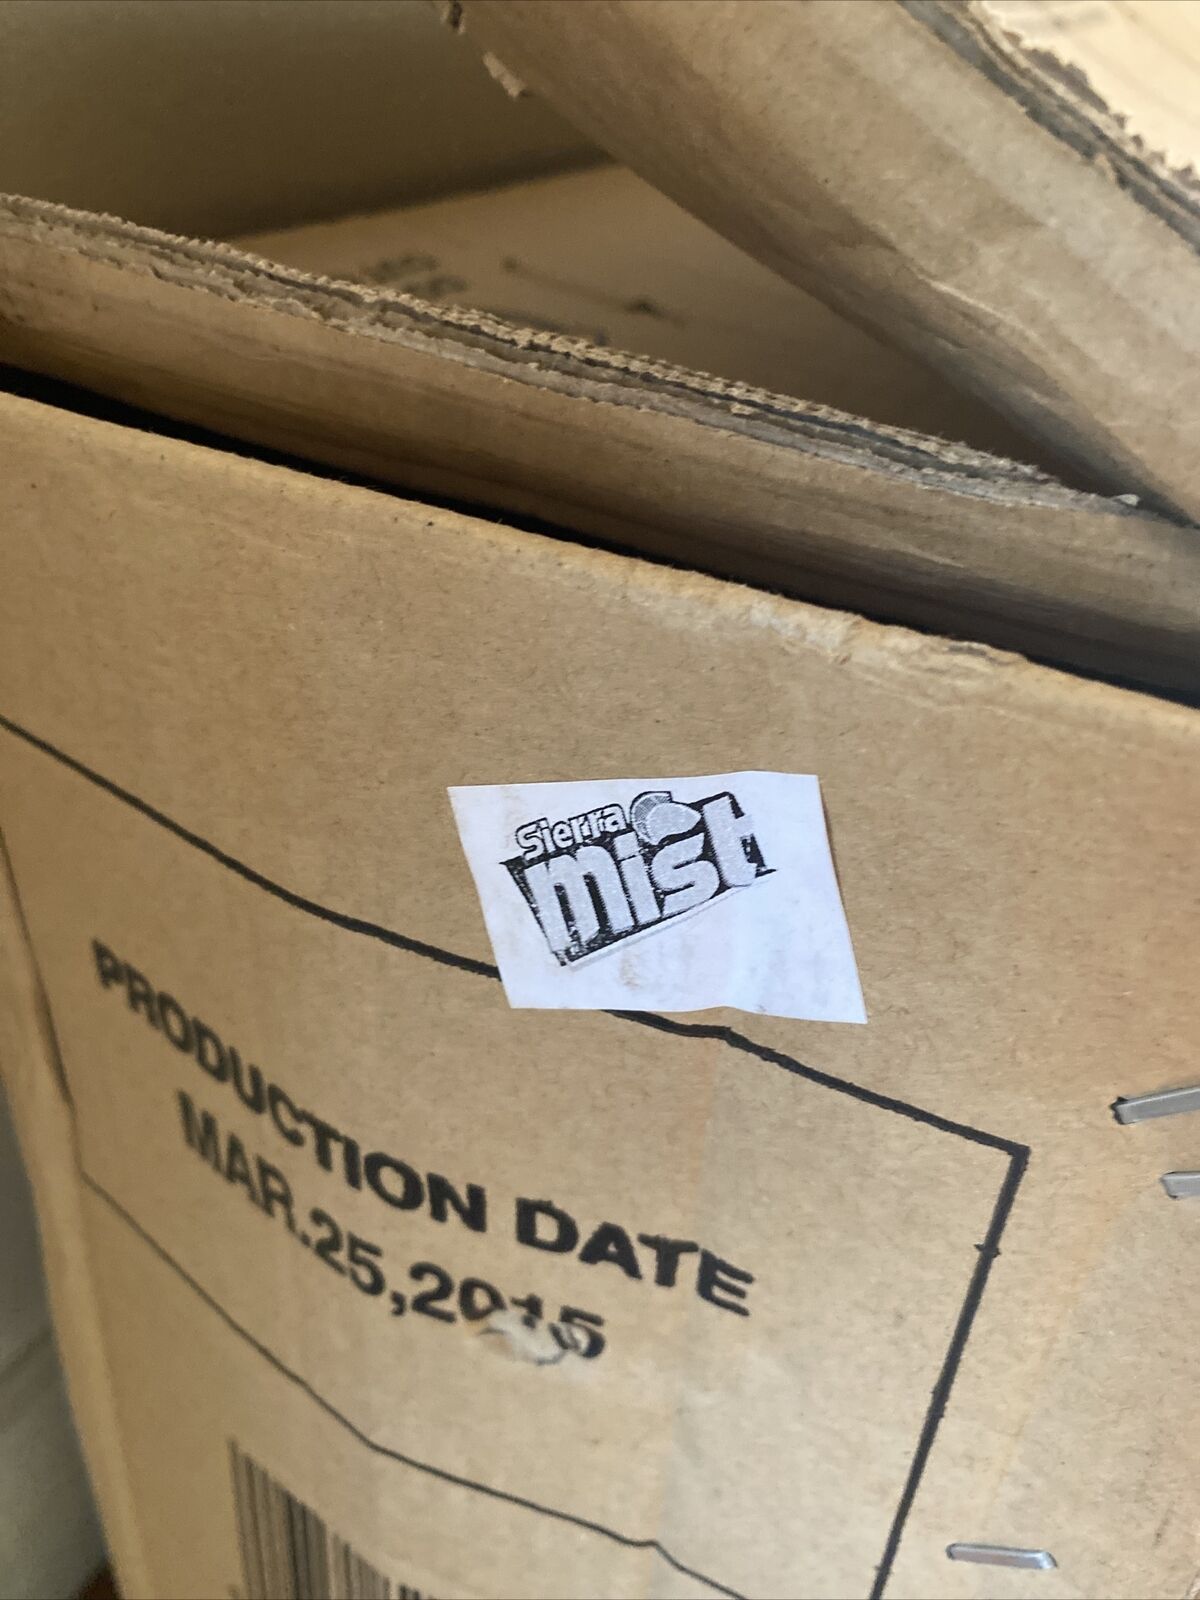 Sierra
mist
PRODUCTION DATE
MAR.25,2015